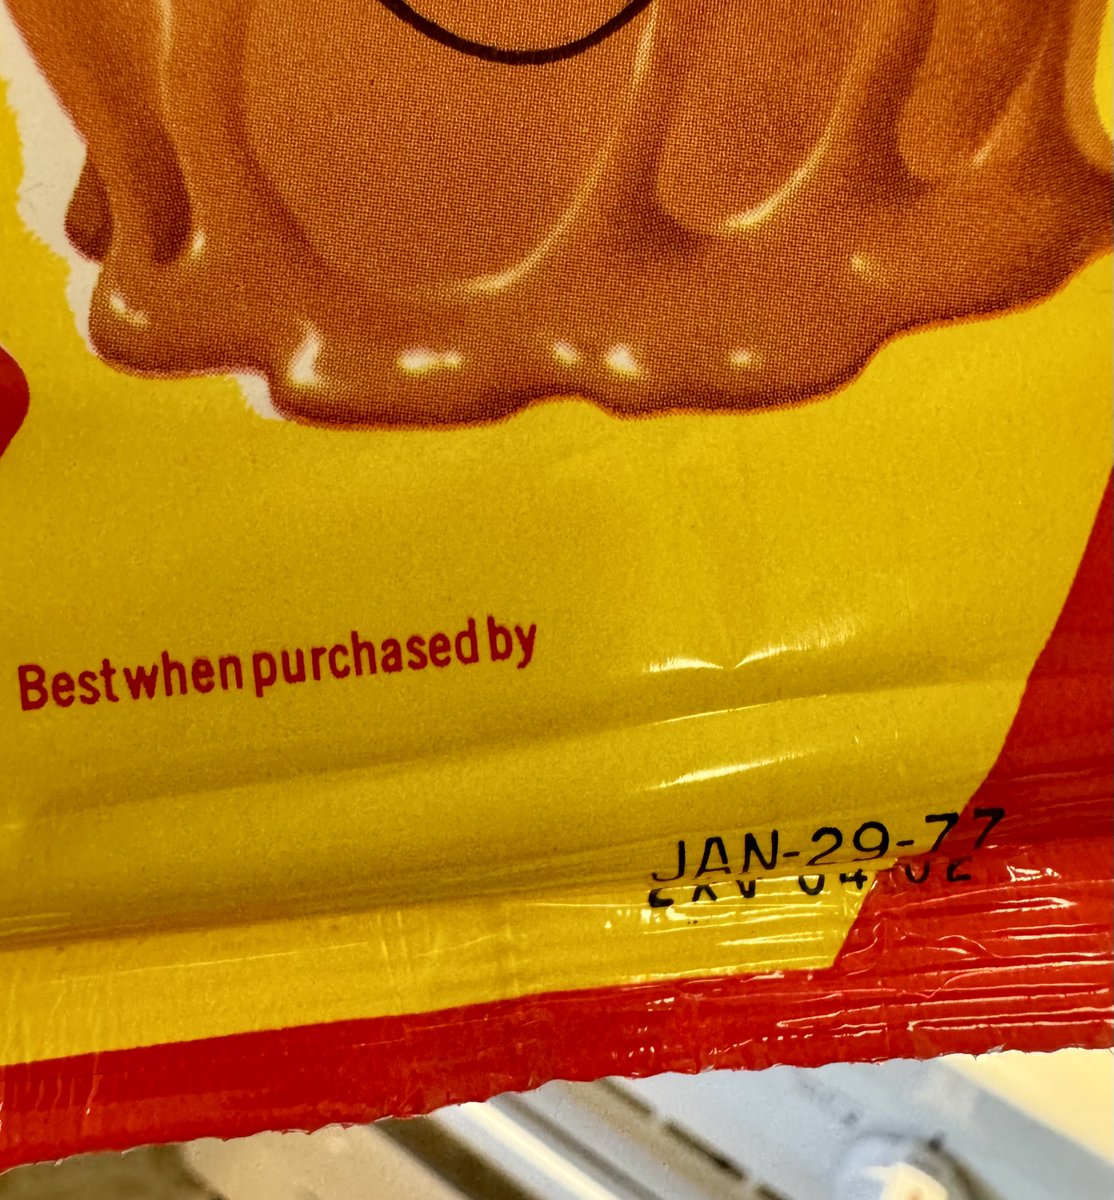 Best when purchased by
JAN-29-77